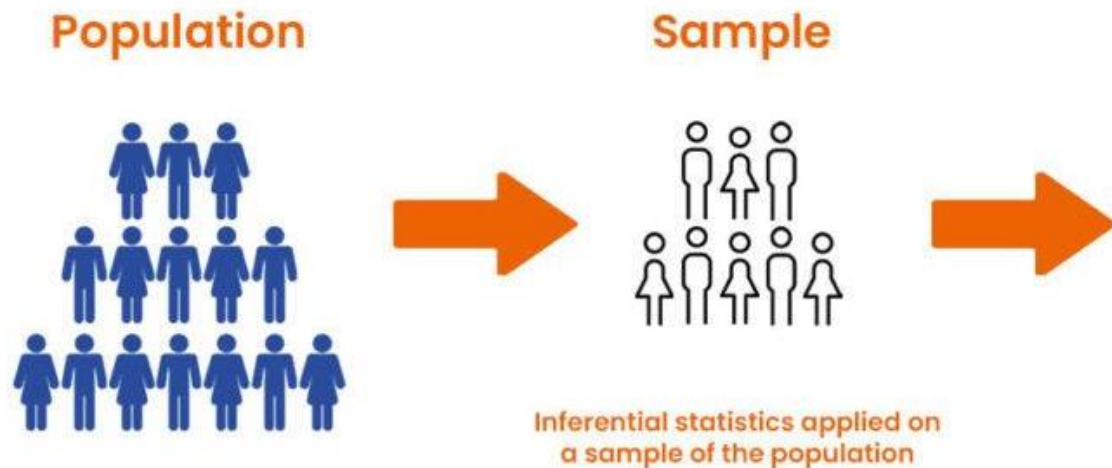 Population
Sample
Inferential statistics applied on
a sample of the population